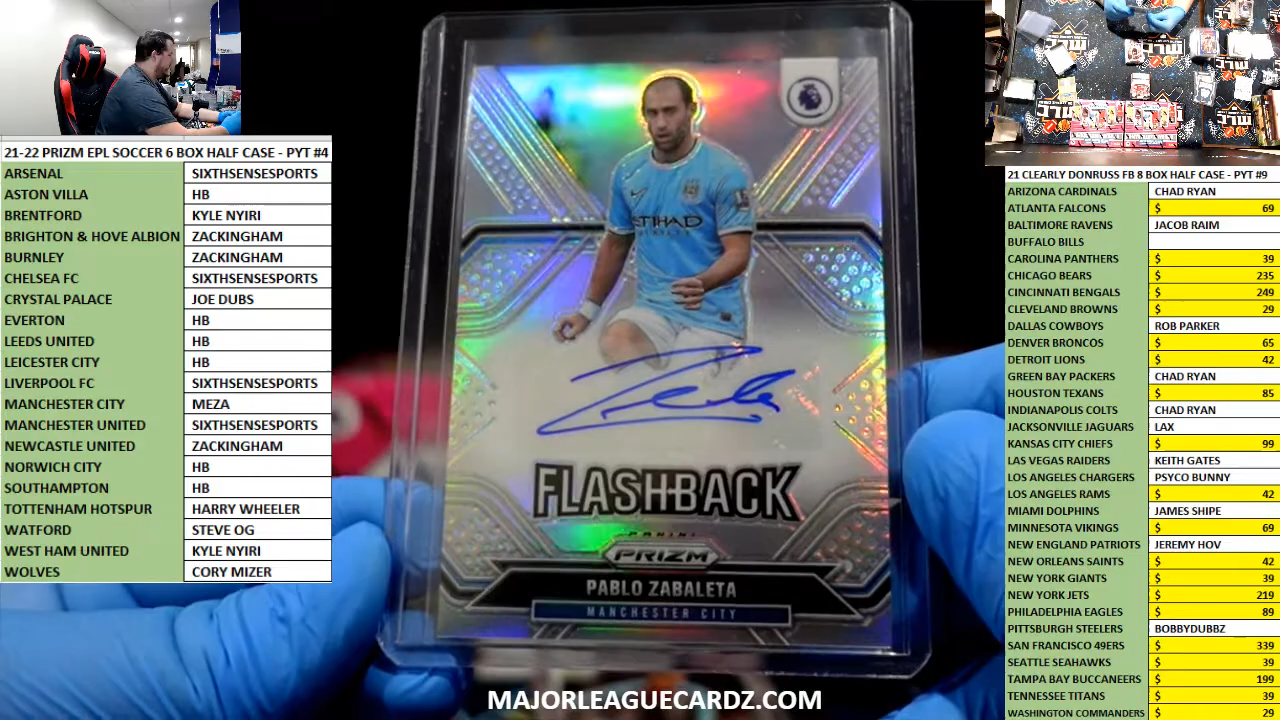 21-22 PRIZM EPL SOCCER 6 BOX HALF CASE - PYT #4
ARSENAL SIXTHSENSESPORTS
ASTON VILLA HB
BRENTFORD KYLE NYIRI
BRIGHTON & HOVE ALBION ZACKINGHAM
BURNLEY ZACKINGHAM
CHELSEA FC SIXTHSENSESPORTS
CRYSTAL PALACE JOE DUBS
EVERTON HB
LEEDS UNITED HB
LEICESTER CITY HB
LIVERPOOL FC SIXTHSENSESPORTS
MANCHESTER CITY MEZA
MANCHESTER UNITED SIXTHSENSESPORTS
NEWCASTLE UNITED ZACKINGHAM
NORWICH CITY HB
SOUTHAMPTON HB
TOTTENHAM HOTSPUR HARRY WHEELER
WATFORD STEVE OG
WEST HAM UNITED KYLE NYIRI
WOLVES CORY MIZER
ETIHAD
FLASHBACK
PANINI
PRIZM
PABLO ZABALETA
MANCHESTER CITY
MAJORLEAGUECARDZ.COM
21 CLEARLY DONRUSS FB 8 BOX HALF CASE - PYT #9
ARIZONA CARDINALS CHAD RYAN
ATLANTA FALCONS $ 69
BALTIMORE RAVENS JACOB RAIM
BUFFALO BILLS
CAROLINA PANTHERS $ 39
CHICAGO BEARS $ 235
CINCINNATI BENGALS $ 249
CLEVELAND BROWNS $ 29
DALLAS COWBOYS ROB PARKER
DENVER BRONCOS $ 65
DETROIT LIONS $ 42
GREEN BAY PACKERS CHAD RYAN
HOUSTON TEXANS $ 85
INDIANAPOLIS COLTS CHAD RYAN
JACKSONVILLE JAGUARS LAX
KANSAS CITY CHIEFS $ 99
LAS VEGAS RAIDERS KEITH GATES
LOS ANGELES CHARGERS PSYCO BUNNY
LOS ANGELES RAMS $ 42
MIAMI DOLPHINS JAMES SHIPE
MINNESOTA VIKINGS $ 69
NEW ENGLAND PATRIOTS JEREMY HOV
NEW ORLEANS SAINTS $ 42
NEW YORK GIANTS $ 39
NEW YORK JETS $ 219
PHILADELPHIA EAGLES $ 89
PITTSBURGH STEELERS BOBBYDUBBZ
SAN FRANCISCO 49ERS $ 339
SEATTLE SEAHAWKS $ 39
TAMPA BAY BUCCANEERS $ 199
TENNESSEE TITANS $ 39
WASHINGTON COMMANDERS $ 29